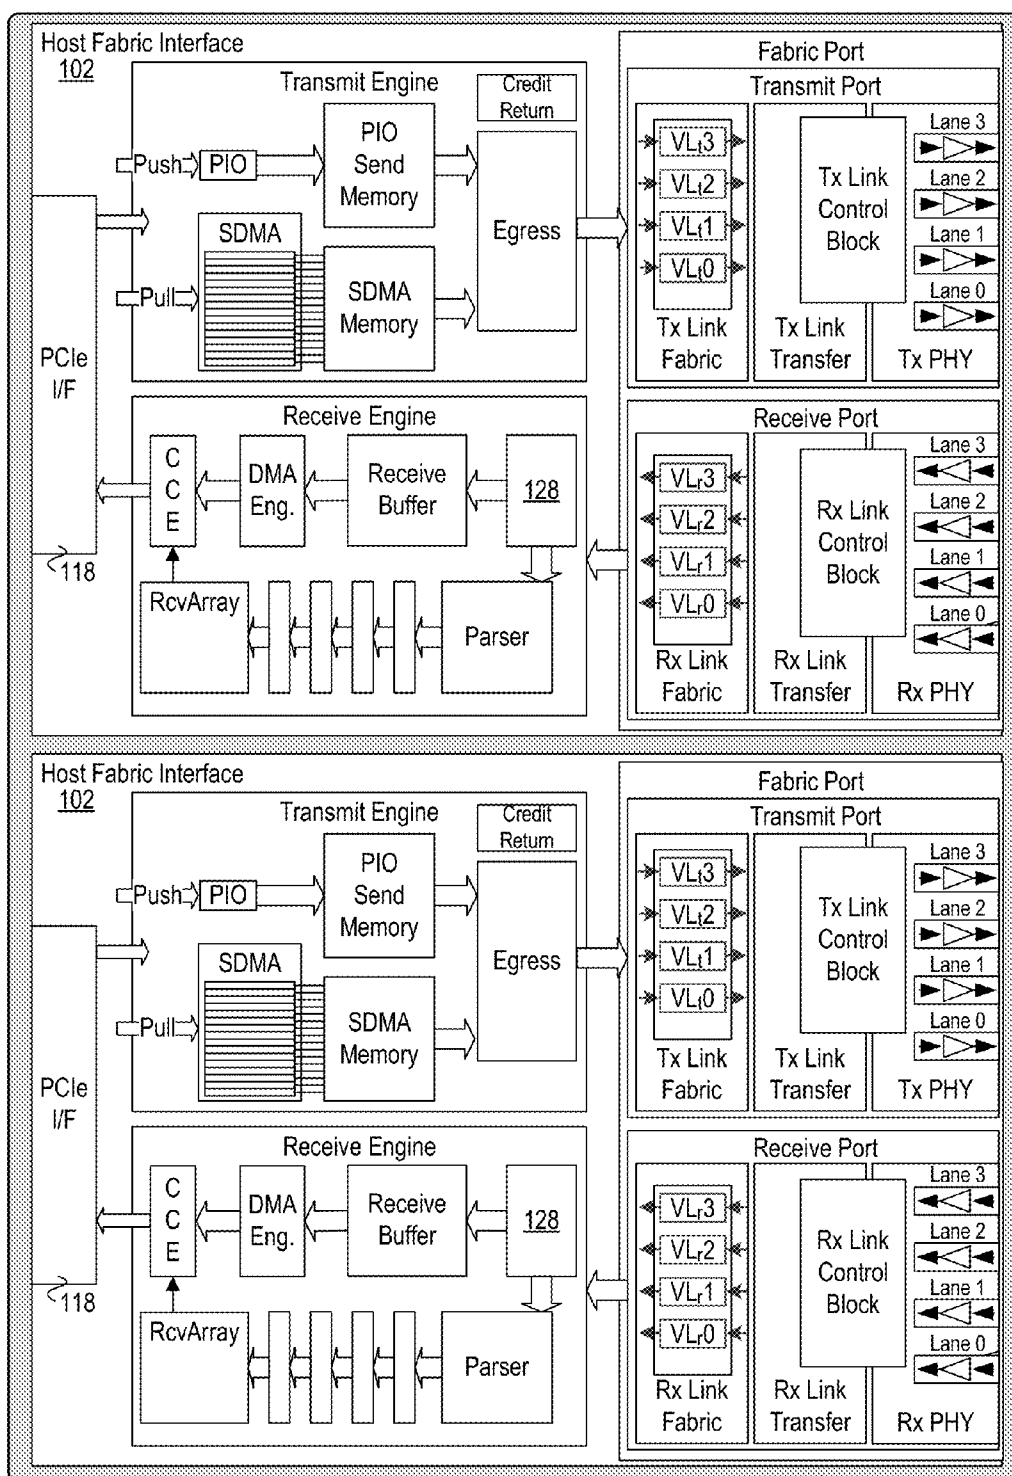 Host Fabric Interface
102
Transmit Engine
Credit
Return
Push
PIO
PIO
Send
Memory
SDMA
Pull
SDMA
Memory
Egress
PCIe
I/F
118
Receive Engine
C
C
E
DMA
Eng.
Receive
Buffer
128
RcvArray
Parser
Fabric Port
Transmit Port
VLt3
VLt2
VLt1
VLt0
Tx Link
Fabric
Tx Link
Control
Block
Tx Link
Transfer
Lane 3
Lane 2
Lane 1
Lane 0
Tx PHY
Receive Port
VLr3
VLr2
VLr1
VLr0
Rx Link
Fabric
Rx Link
Control
Block
Rx Link
Transfer
Lane 3
Lane 2
Lane 1
Lane 0
Rx PHY
Host Fabric Interface
102
Transmit Engine
Credit
Return
Push
PIO
PIO
Send
Memory
SDMA
Pull
SDMA
Memory
Egress
PCIe
I/F
118
Receive Engine
C
C
E
DMA
Eng.
Receive
Buffer
128
RcvArray
Parser
Fabric Port
Transmit Port
VLt3
VLt2
VLt1
VLt0
Tx Link
Fabric
Tx Link
Control
Block
Tx Link
Transfer
Lane 3
Lane 2
Lane 1
Lane 0
Tx PHY
Receive Port
VLr3
VLr2
VLr1
VLr0
Rx Link
Fabric
Rx Link
Control
Block
Rx Link
Transfer
Lane 3
Lane 2
Lane 1
Lane 0
Rx PHY